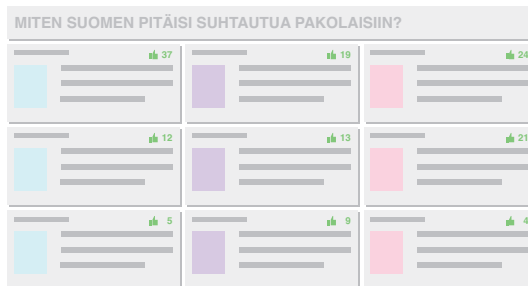 MITEN SUOMEN PITÄISI SUHTAUTUA PAKOLAISIIN?
37 19 24
12 13 21
5 9 4